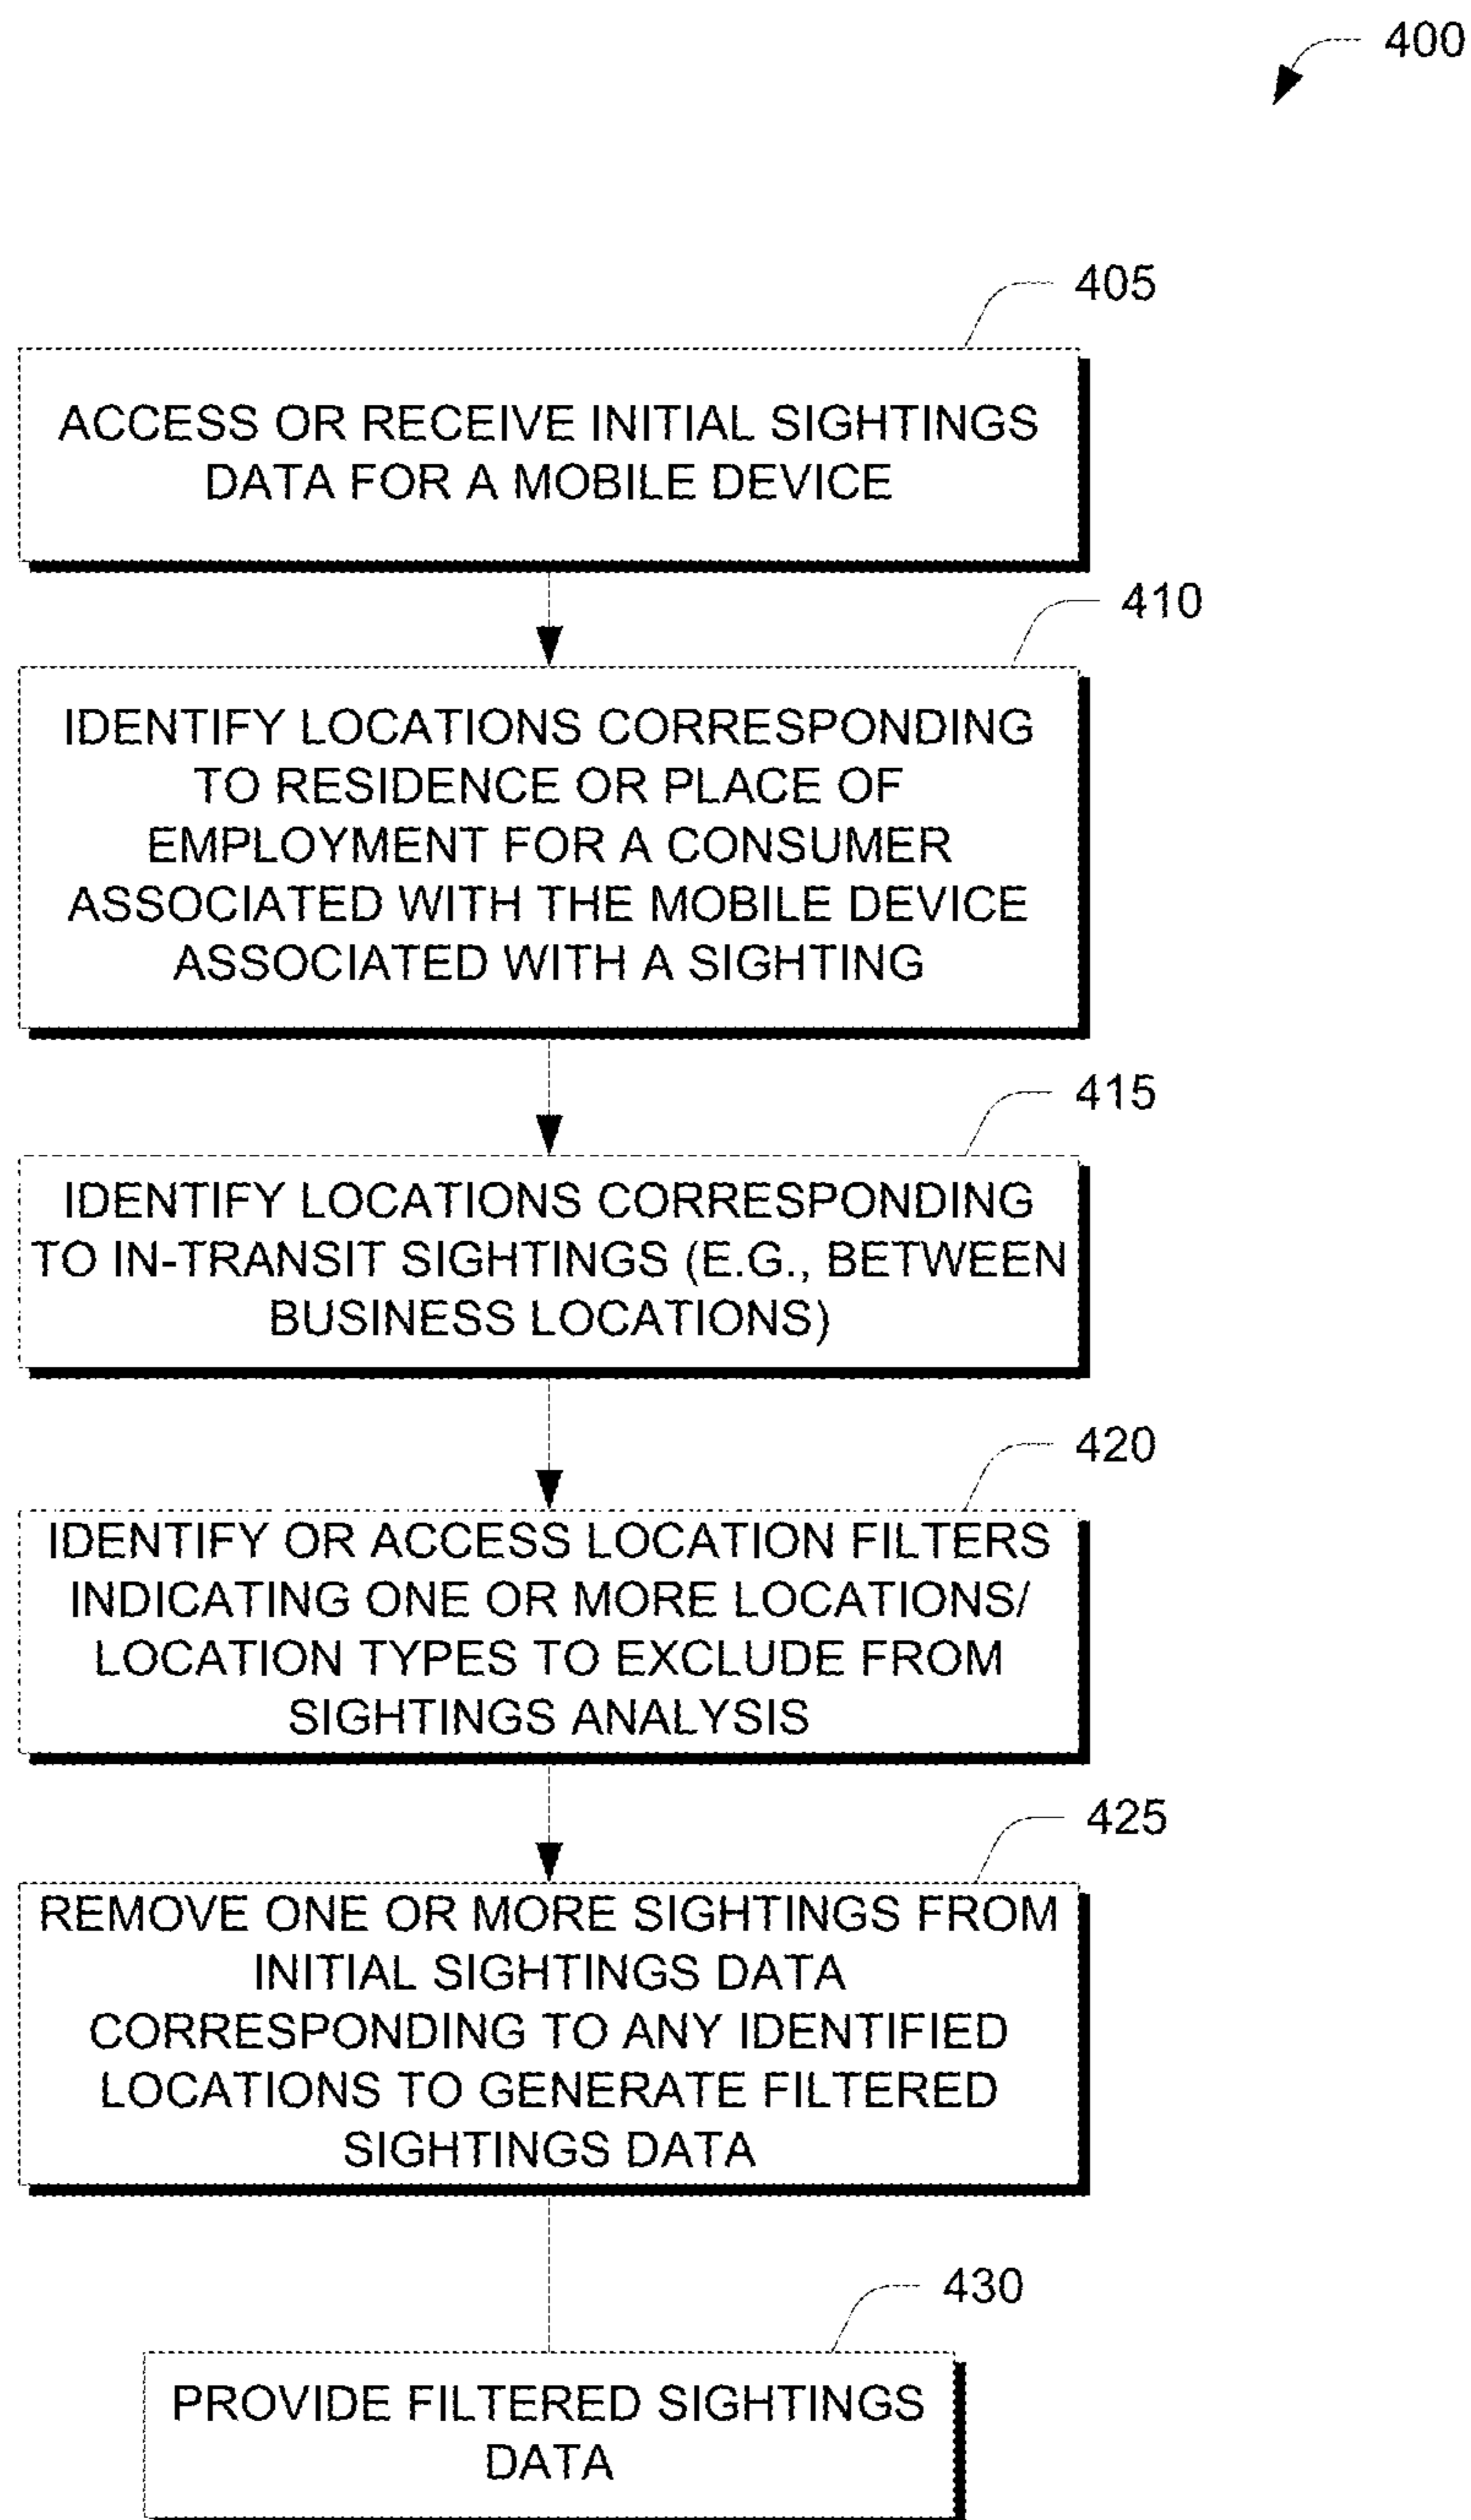 400
405
ACCESS OR RECEIVE INITIAL SIGHTINGS
DATA FOR A MOBILE DEVICE
410
IDENTIFY LOCATIONS CORRESPONDING
TO RESIDENCE OR PLACE OF
EMPLOYMENT FOR A CONSUMER
ASSOCIATED WITH THE MOBILE DEVICE
ASSOCIATED WITH A SIGHTING
415
IDENTIFY LOCATIONS CORRESPONDING
TO IN-TRANSIT SIGHTINGS (E.G., BETWEEN
BUSINESS LOCATIONS)
420
IDENTIFY OR ACCESS LOCATION FILTERS
INDICATING ONE OR MORE LOCATIONS/
LOCATION TYPES TO EXCLUDE FROM
SIGHTINGS ANALYSIS
425
REMOVE ONE OR MORE SIGHTINGS FROM
INITIAL SIGHTINGS DATA
CORRESPONDING TO ANY IDENTIFIED
LOCATIONS TO GENERATE FILTERED
SIGHTINGS DATA
430
PROVIDE FILTERED SIGHTINGS
DATA